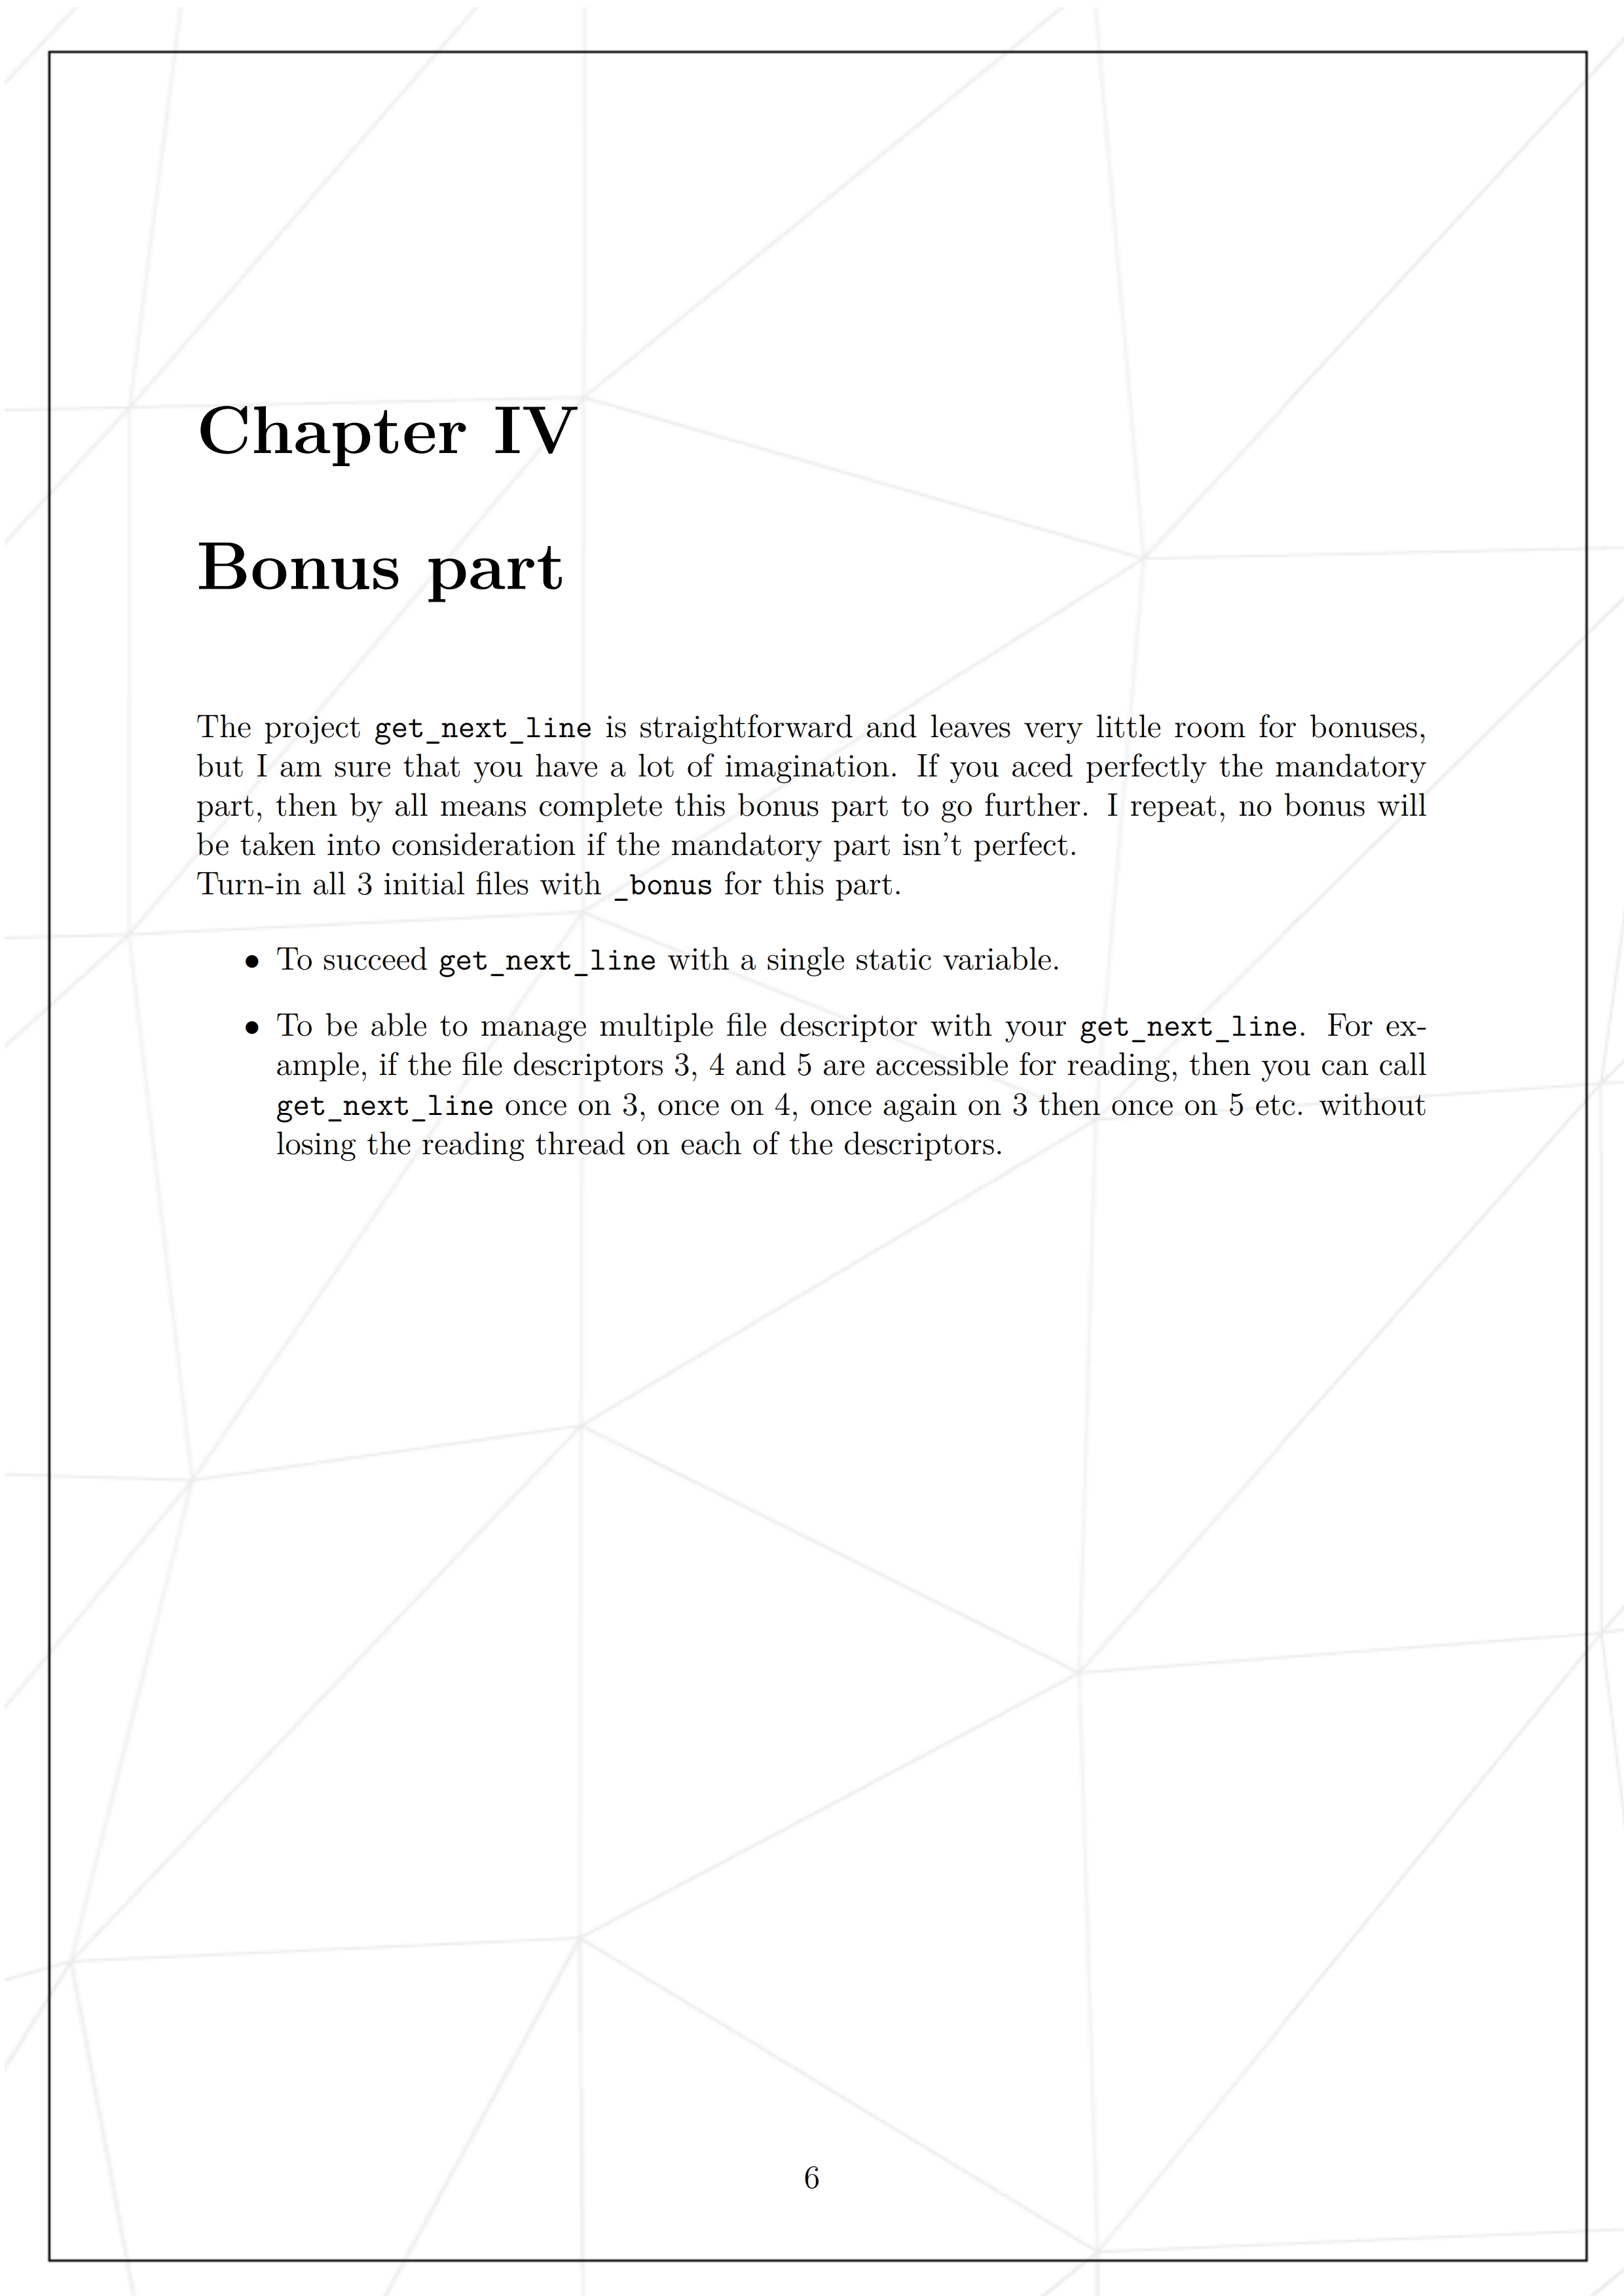 Chapter IV
Bonus part
The project get_next_line is straightforward and leaves very little room for bonuses,
but I am sure that you have a lot of imagination. If you aced perfectly the mandatory
part, then by all means complete this bonus part to go further. I repeat, no bonus will
be taken into consideration if the mandatory part isn't perfect.
Turn-in all 3 initial files with _bonus for this part.
• To succeed get_next_line with a single static variable.
• To be able to manage multiple file descriptor with your get_next_line. For ex-
ample, if the file descriptors 3, 4 and 5 are accessible for reading, then you can call
get_next_line once on 3, once on 4, once again on 3 then once on 5 etc. without
losing the reading thread on each of the descriptors.
6